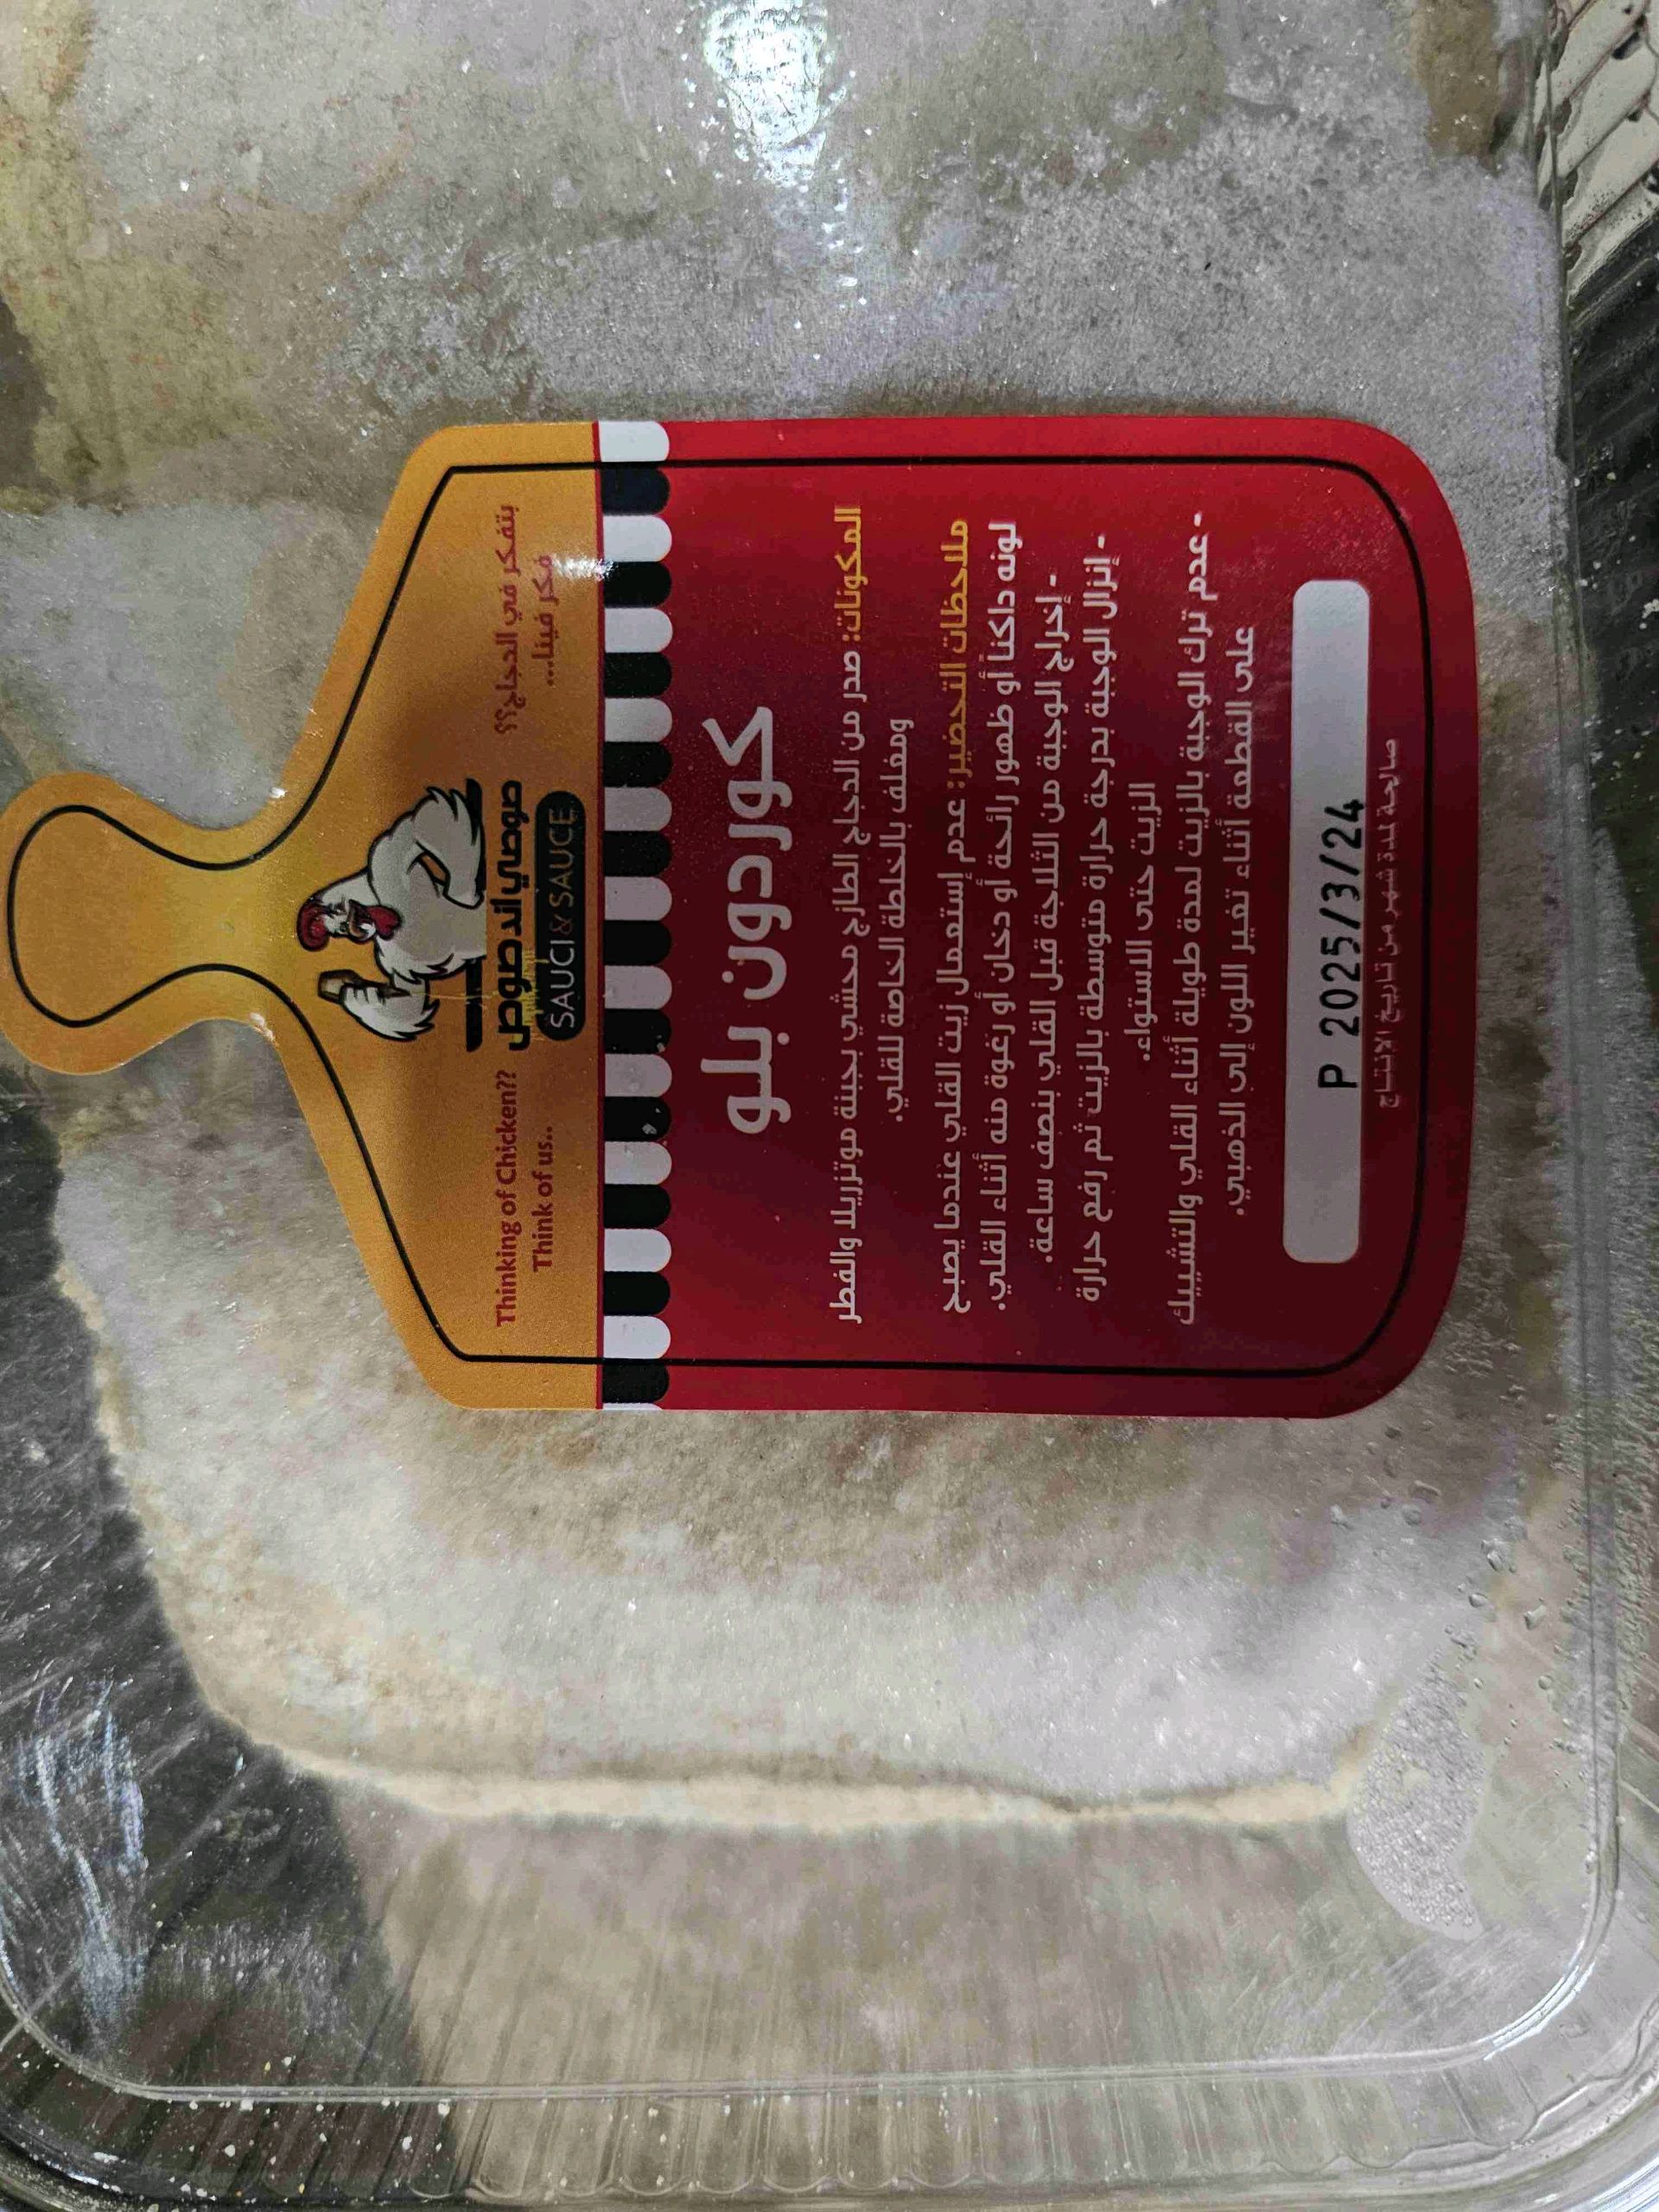 بتفكر في الدجاج؟؟
فكر فينا...
صوصي اند صوص
SAUCI & SAUCE
Thinking of Chicken??
Think of us..
كوردون بلو
المكونات: صدر من الدجاج الطازج محشي بجبنة موتزريلا والفطر
ومغلف بالخلطة الخاصة للقلي.
ملاحظات التحضير: عدم إستعمال زيت القلي عندما يصبح
لونه داكناً أو ظهور رائحة أو دخان أو رغوة منه أثناء القلي.
- إخراج الوجبة من الثلاجة قبل القلي بنصف ساعة.
- إنزال الوجبة بدرجة حرارة متوسطة بالزيت ثم رفع حرارة
الزيت حتى الاستواء.
- عدم ترك الوجبة بالزيت لمدة طويلة أثناء القلي والتشييك
على القطعة أثناء تغير اللون إلى الذهبي.
P 2025/3/24
صالحة لمدة شهر من تاريخ الانتاج